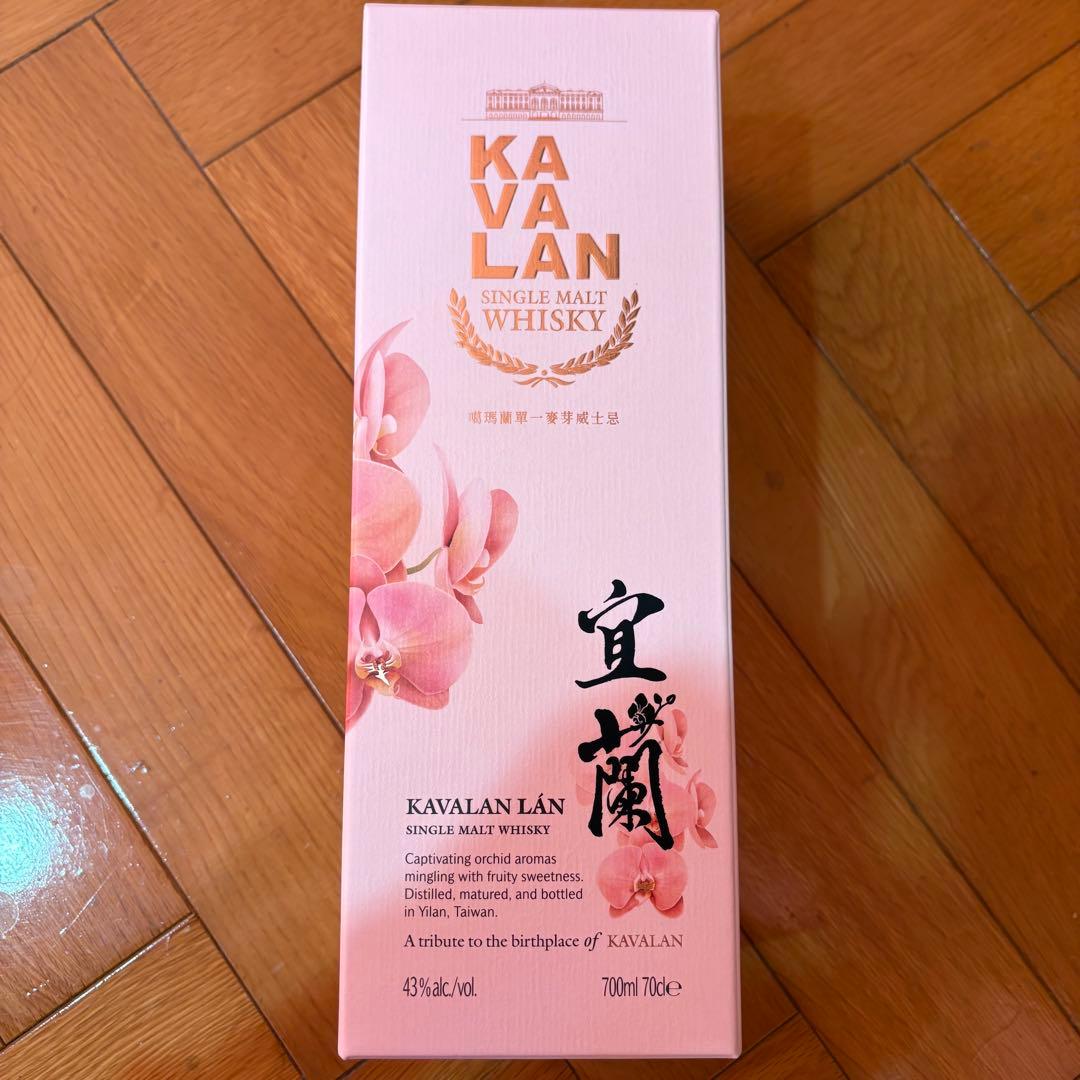 KA
VA
LAN
SINGLE MALT
WHISKY
噶瑪蘭單一麥芽威士忌
宜蘭
KAVALAN LÁN
SINGLE MALT WHISKY
Captivating orchid aromas
mingling with fruity sweetness.
Distilled, matured, and bottled
in Yilan, Taiwan.
A tribute to the birthplace of KAVALAN
43%alc./vol. 700ml 70cl℮